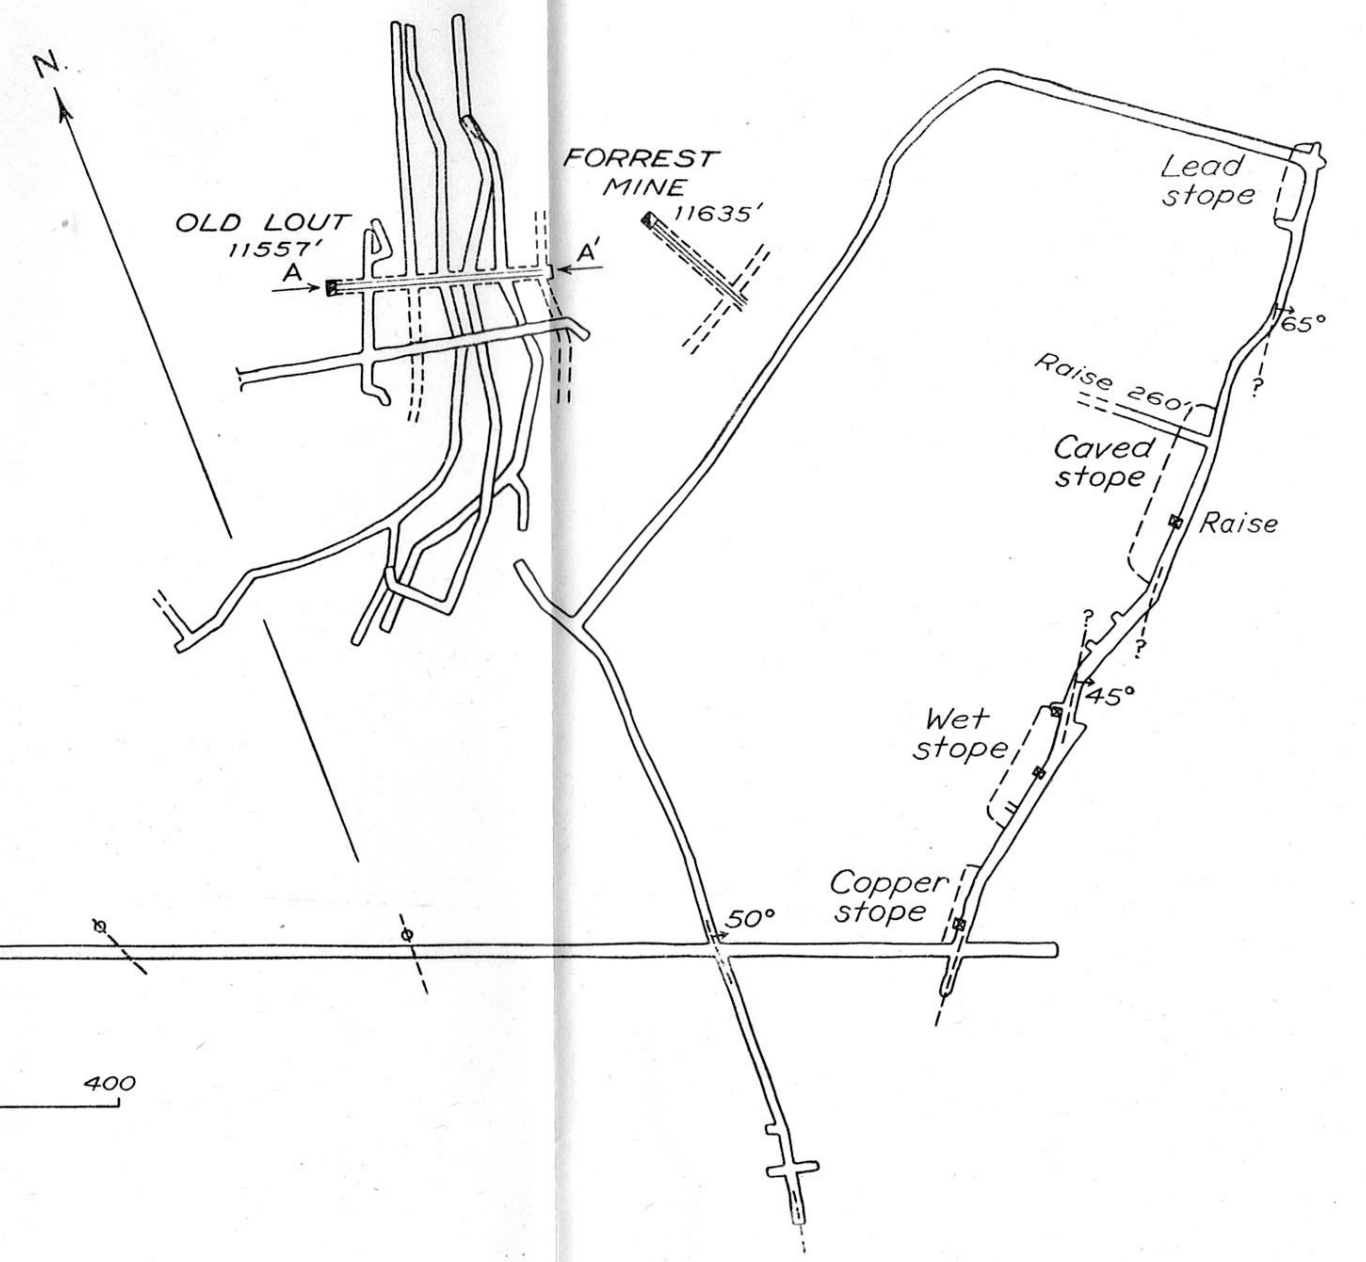 N.
FORREST
MINE
11635'
OLD LOUT
11557'
A
A'
Lead
stope
65°
?
Raise 260'
Caved
stope
Raise
?
?
45°
Wet
stope
Copper
stope
50°
400